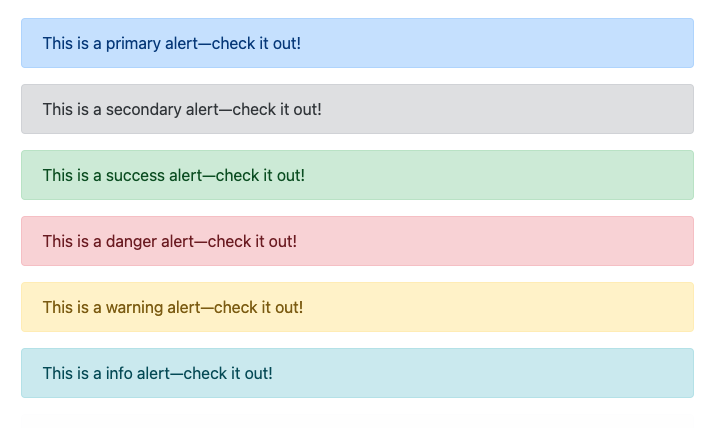 This is a primary alert—check it out!
This is a secondary alert—check it out!
This is a success alert—check it out!
This is a danger alert—check it out!
This is a warning alert—check it out!
This is a info alert—check it out!